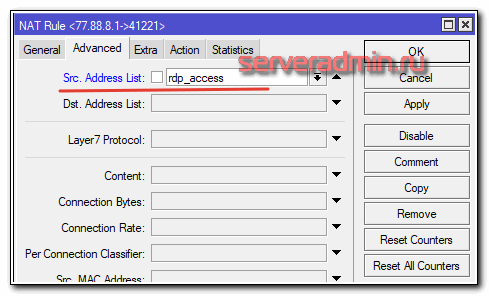 NAT Rule <77.88.8.1->41221>
General Advanced Extra Action Statistics
serveradmin.ru
Src. Address List: rdp_access
Dst. Address List:
Layer7 Protocol:
Content:
Connection Bytes:
Connection Rate:
Per Connection Classifier:
Src. MAC Address:
OK
Cancel
Apply
Disable
Comment
Copy
Remove
Reset Counters
Reset All Counters